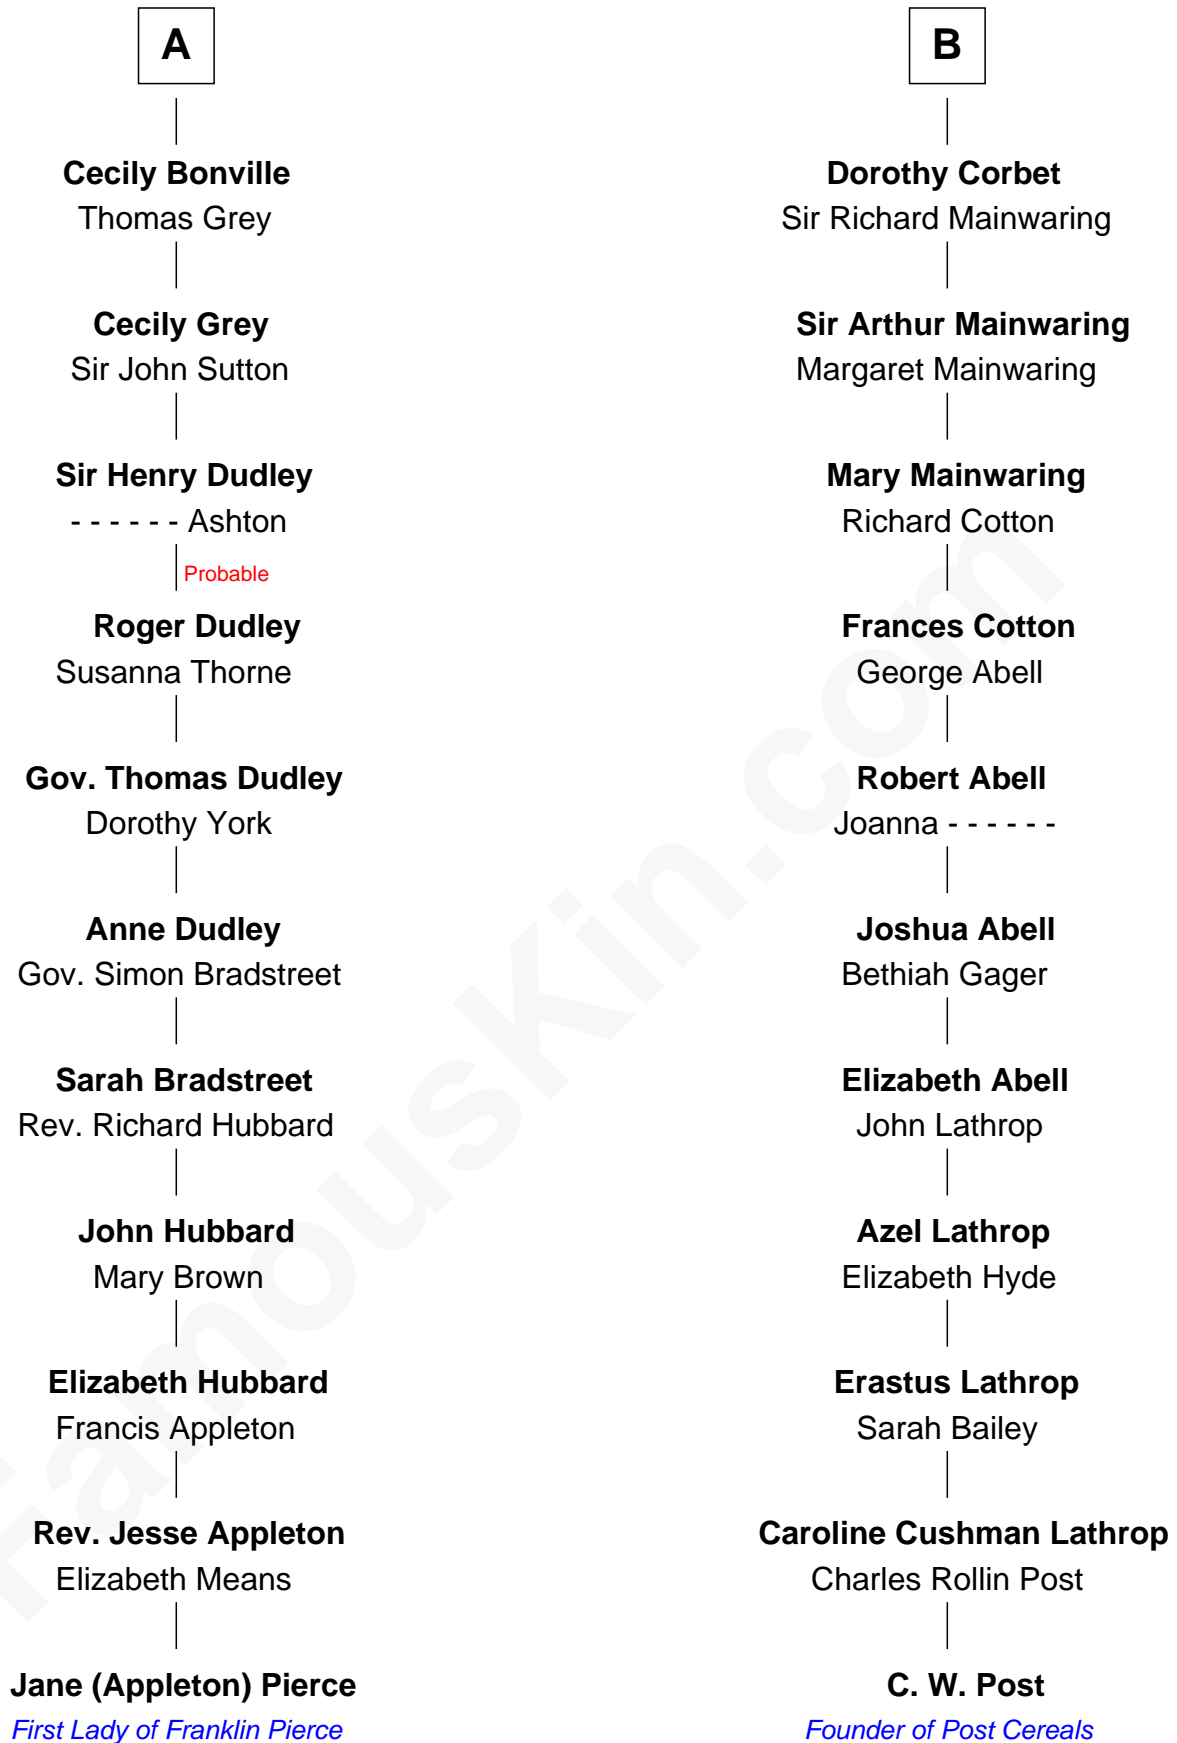 A
Cecily Bonville
Thomas Grey
Cecily Grey
Sir John Sutton
Sir Henry Dudley
- - - - - - Ashton
Probable
Roger Dudley
Susanna Thorne
Gov. Thomas Dudley
Dorothy York
Anne Dudley
Gov. Simon Bradstreet
Sarah Bradstreet
Rev. Richard Hubbard
John Hubbard
Mary Brown
Elizabeth Hubbard
Francis Appleton
Rev. Jesse Appleton
Elizabeth Means
Jane (Appleton) Pierce
First Lady of Franklin Pierce
B
Dorothy Corbet
Sir Richard Mainwaring
Sir Arthur Mainwaring
Margaret Mainwaring
Mary Mainwaring
Richard Cotton
Frances Cotton
George Abell
Robert Abell
Joanna - - - - - -
Joshua Abell
Bethiah Gager
Elizabeth Abell
John Lathrop
Azel Lathrop
Elizabeth Hyde
Erastus Lathrop
Sarah Bailey
Caroline Cushman Lathrop
Charles Rollin Post
C. W. Post
Founder of Post Cereals
FamousKin.com